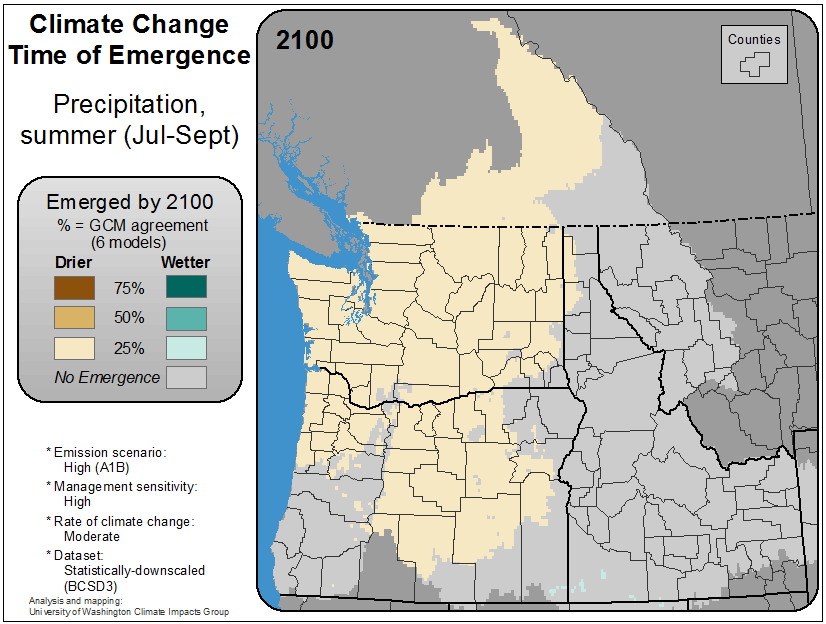 Climate Change
Time of Emergence
Precipitation,
summer (Jul-Sept)
Emerged by 2100
% = GCM agreement
(6 models)
Drier Wetter
75%
50%
25%
No Emergence
* Emission scenario:
High (A1B)
* Management sensitivity:
High
* Rate of climate change:
Moderate
* Dataset:
Statistically-downscaled
(BCSD3)
Analysis and mapping:
University of Washington Climate Impacts Group
2100
Counties